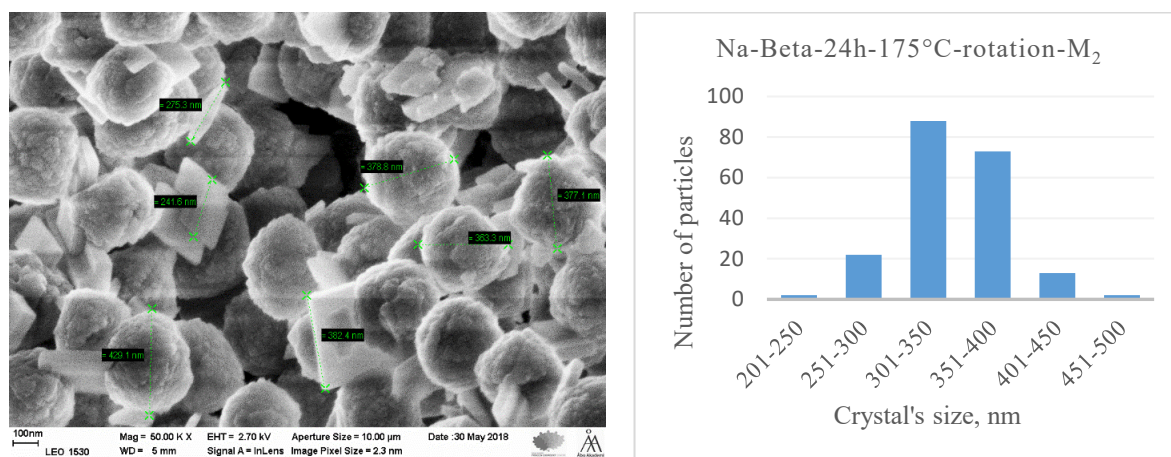 = 275.3 nm
= 378.8 nm
= 377.1 nm
= 241.6 nm
= 363.3 nm
= 382.4 nm
= 429.1 nm
100nm
LEO 1530
Mag = 50.00 K X
WD = 5 mm
EHT = 2.70 kV
Signal A = InLens
Aperture Size = 10.00 µm
Image Pixel Size = 2.3 nm
Date :30 May 2018
Åbo Akademi
Na-Beta-24h-175°C-rotation-M₂
Number of particles
100
80
60
40
20
0
201-250
251-300
301-350
351-400
401-450
451-500
Crystal's size, nm